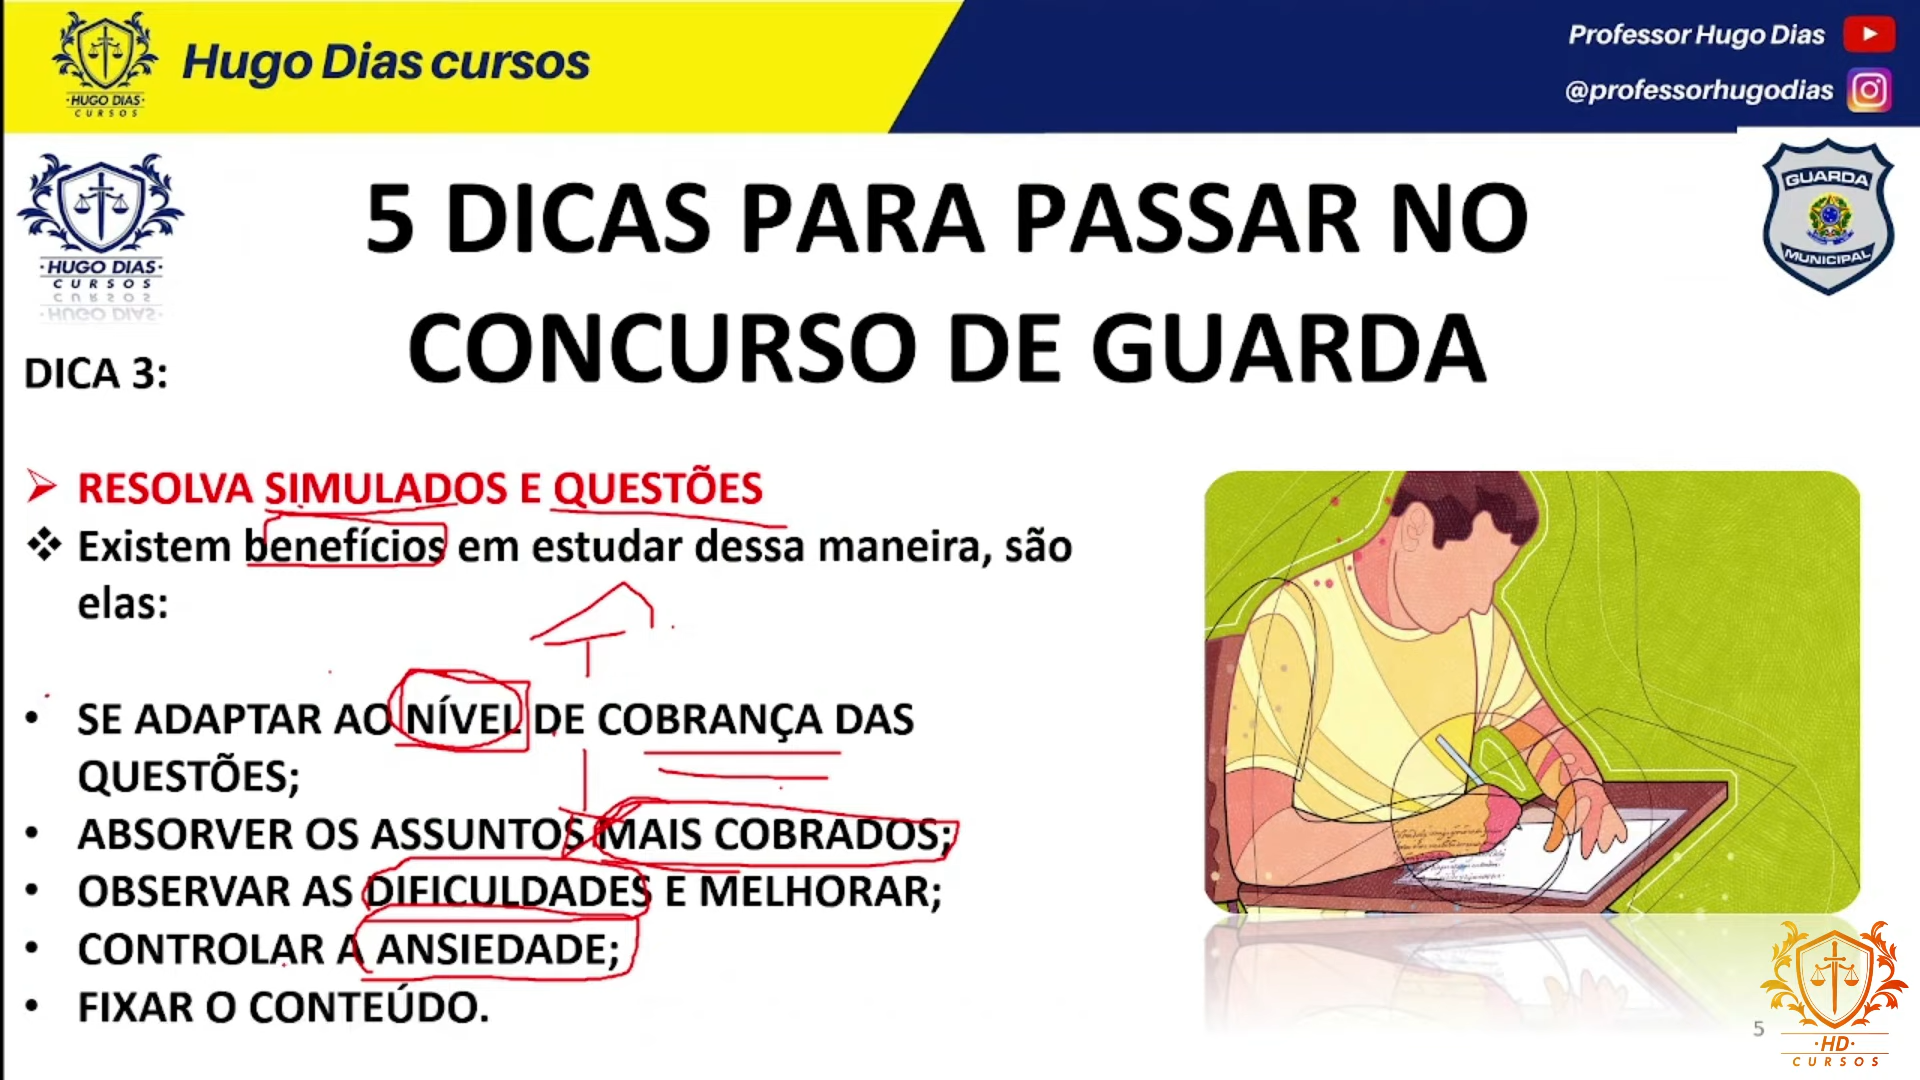 HUGO DIAS
CURSOS
Hugo Dias cursos
Professor Hugo Dias
@professorhugodias
HUGO DIAS
CURSOS
GUARDA
MUNICIPAL
5 DICAS PARA PASSAR NO
CONCURSO DE GUARDA
DICA 3:
RESOLVA SIMULADOS E QUESTÕES
Existem benefícios em estudar dessa maneira, são
elas:
SE ADAPTAR AO NÍVEL DE COBRANÇA DAS
QUESTÕES;
ABSORVER OS ASSUNTOS MAIS COBRADOS;
OBSERVAR AS DIFICULDADES E MELHORAR;
CONTROLAR A ANSIEDADE;
FIXAR O CONTEÚDO.
5
HD
CURSOS